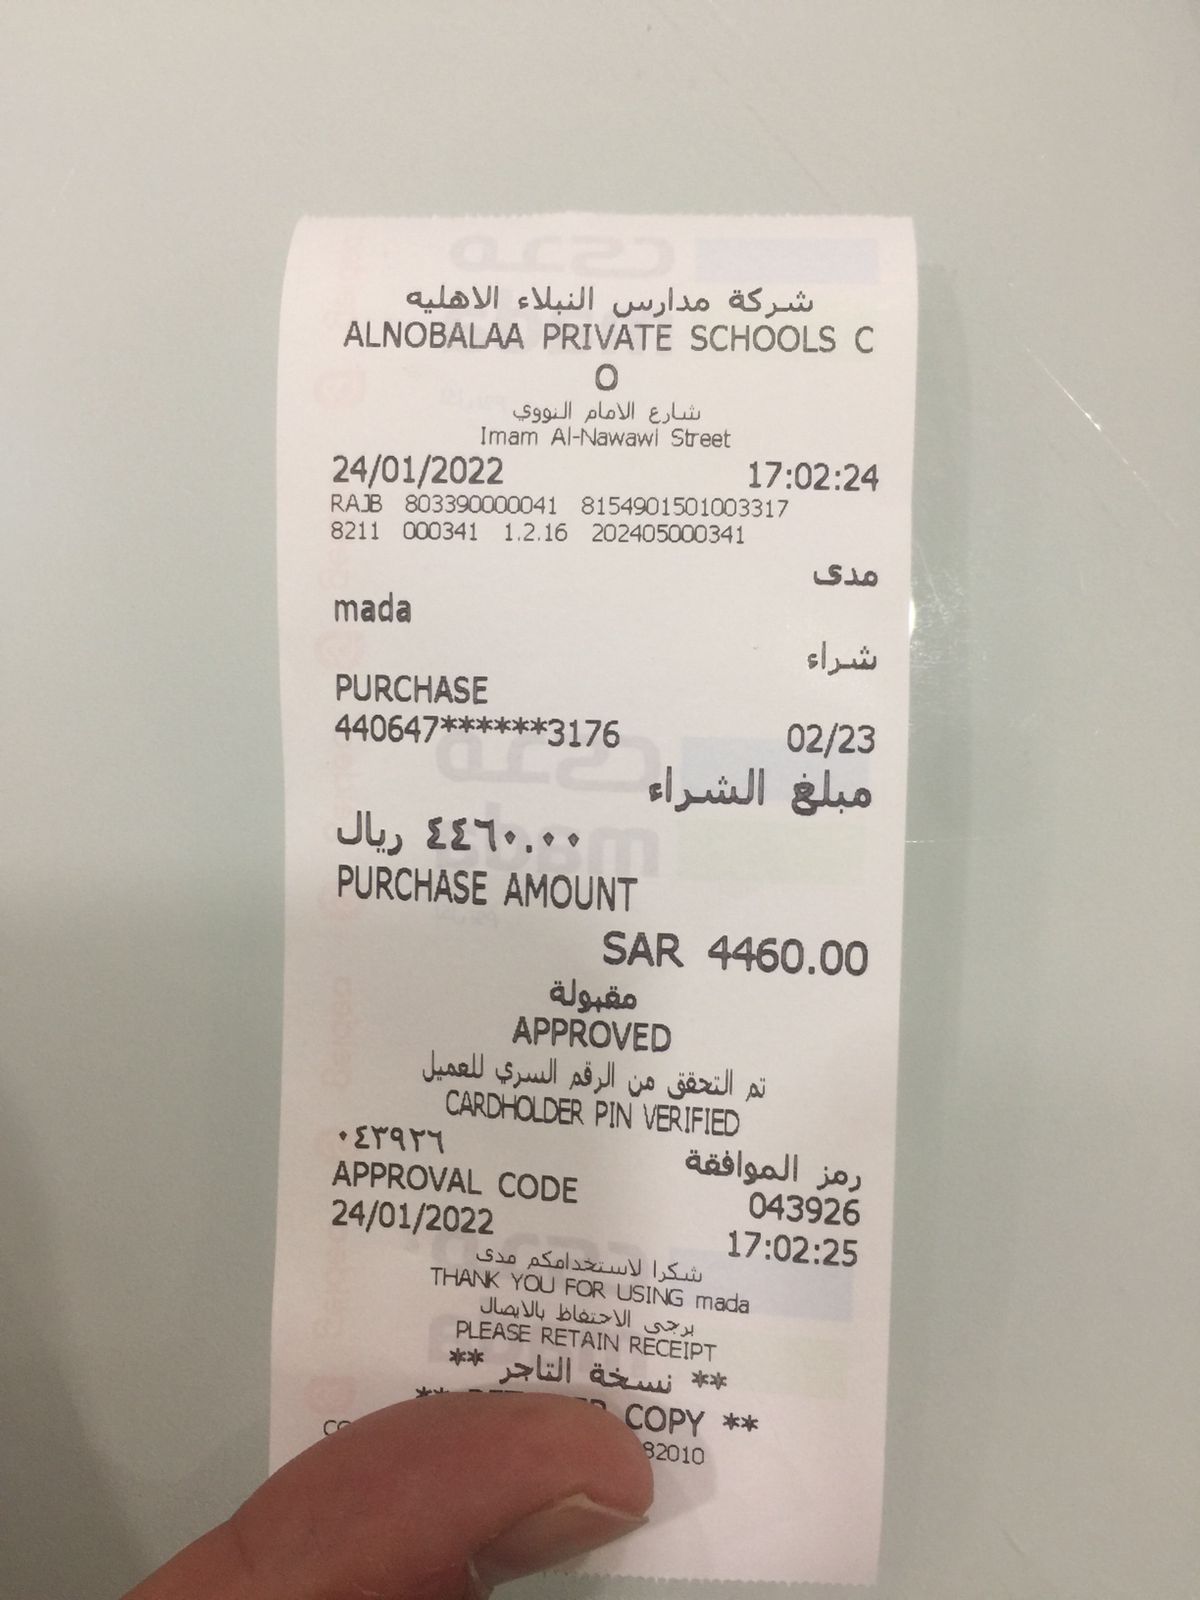 شركة مدارس النبلاء الاهليه
ALNOBALAA PRIVATE SCHOOLS C
O
شارع الامام النووي
Imam Al-Nawawi Street
24/01/2022 17:02:24
RAJB 803390000041 8154901501003317
8211 000341 1.2.16 202405000341
مدى
mada
شراء
PURCHASE
440647******3176 02/23
مبلغ الشراء
٤٤٦٠.٠٠ ريال
PURCHASE AMOUNT
SAR 4460.00
مقبولة
APPROVED
تم التحقق من الرقم السري للعميل
CARDHOLDER PIN VERIFIED
رمز الموافقة ٠٤٣٩٢٦
APPROVAL CODE 043926
24/01/2022 17:02:25
شكرا لاستخدامكم مدى
THANK YOU FOR USING mada
يرجى الاحتفاظ بالايصال
PLEASE RETAIN RECEIPT
** نسخة التاجر **
** COPY **
82010